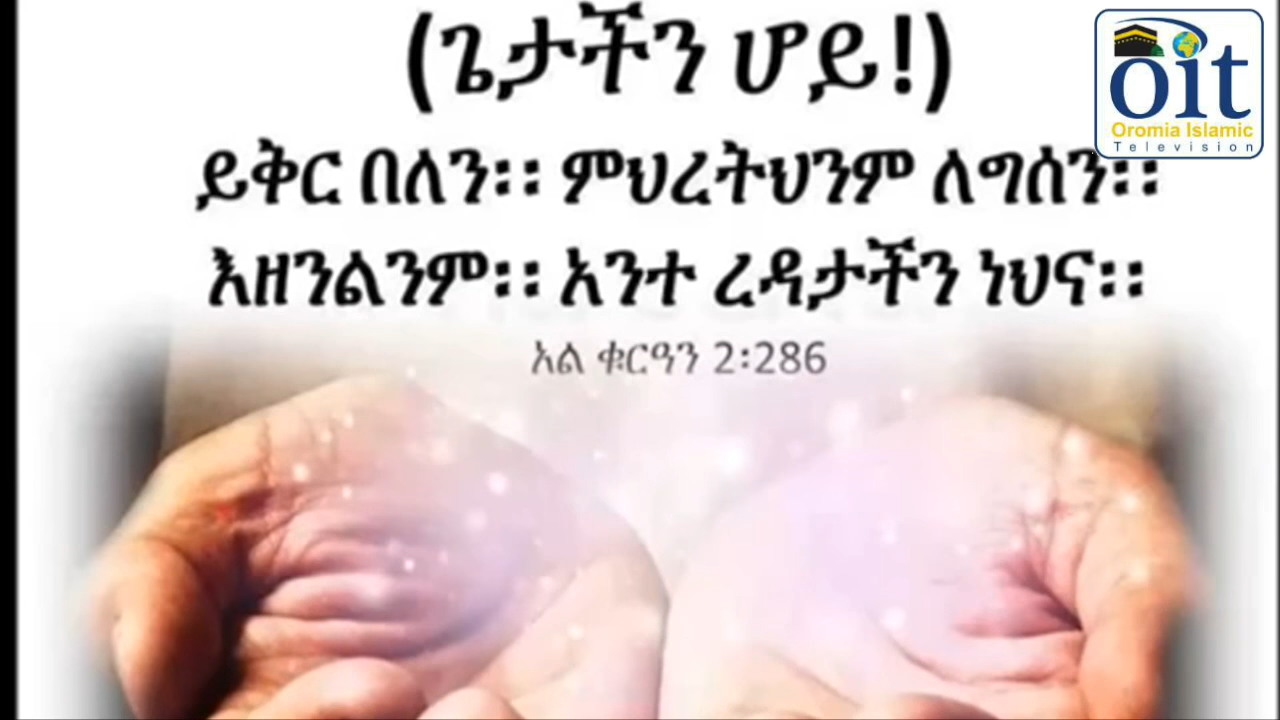 (ጌታችን ሆይ!)
ይቅር በለን፡፡ ምህረትህንም ለግሰን፡፡
እዘንልንም፡፡ አንተ ረዳታችን ነህና፡፡
አል ቁርዓን 2፡286
oit
Oromia Islamic
Television